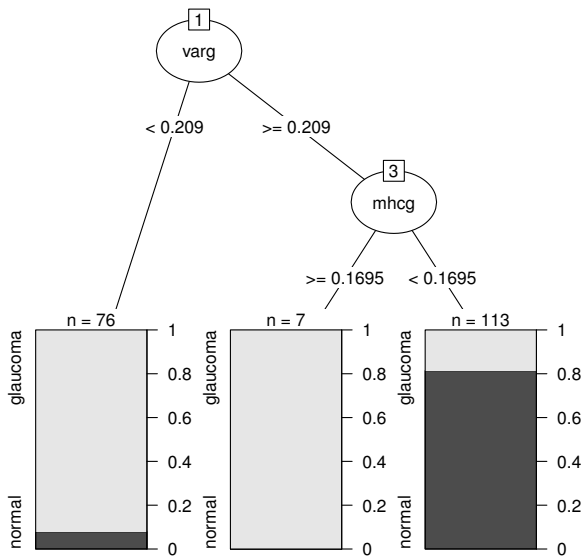 1
varg
< 0.209
>= 0.209
3
mhcg
>= 0.1695
< 0.1695
n = 76
normal
glaucoma
0
0.2
0.4
0.6
0.8
1
n = 7
normal
glaucoma
0
0.2
0.4
0.6
0.8
1
n = 113
normal
glaucoma
0
0.2
0.4
0.6
0.8
1